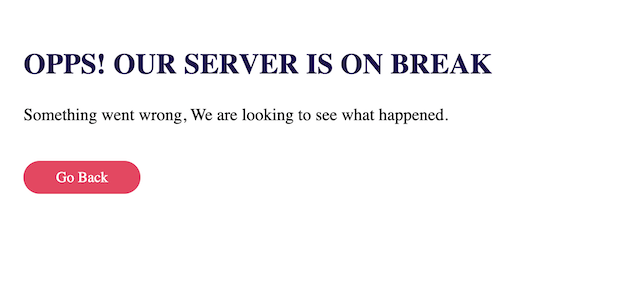 OPPS! OUR SERVER IS ON BREAK
Something went wrong, We are looking to see what happened.
Go Back